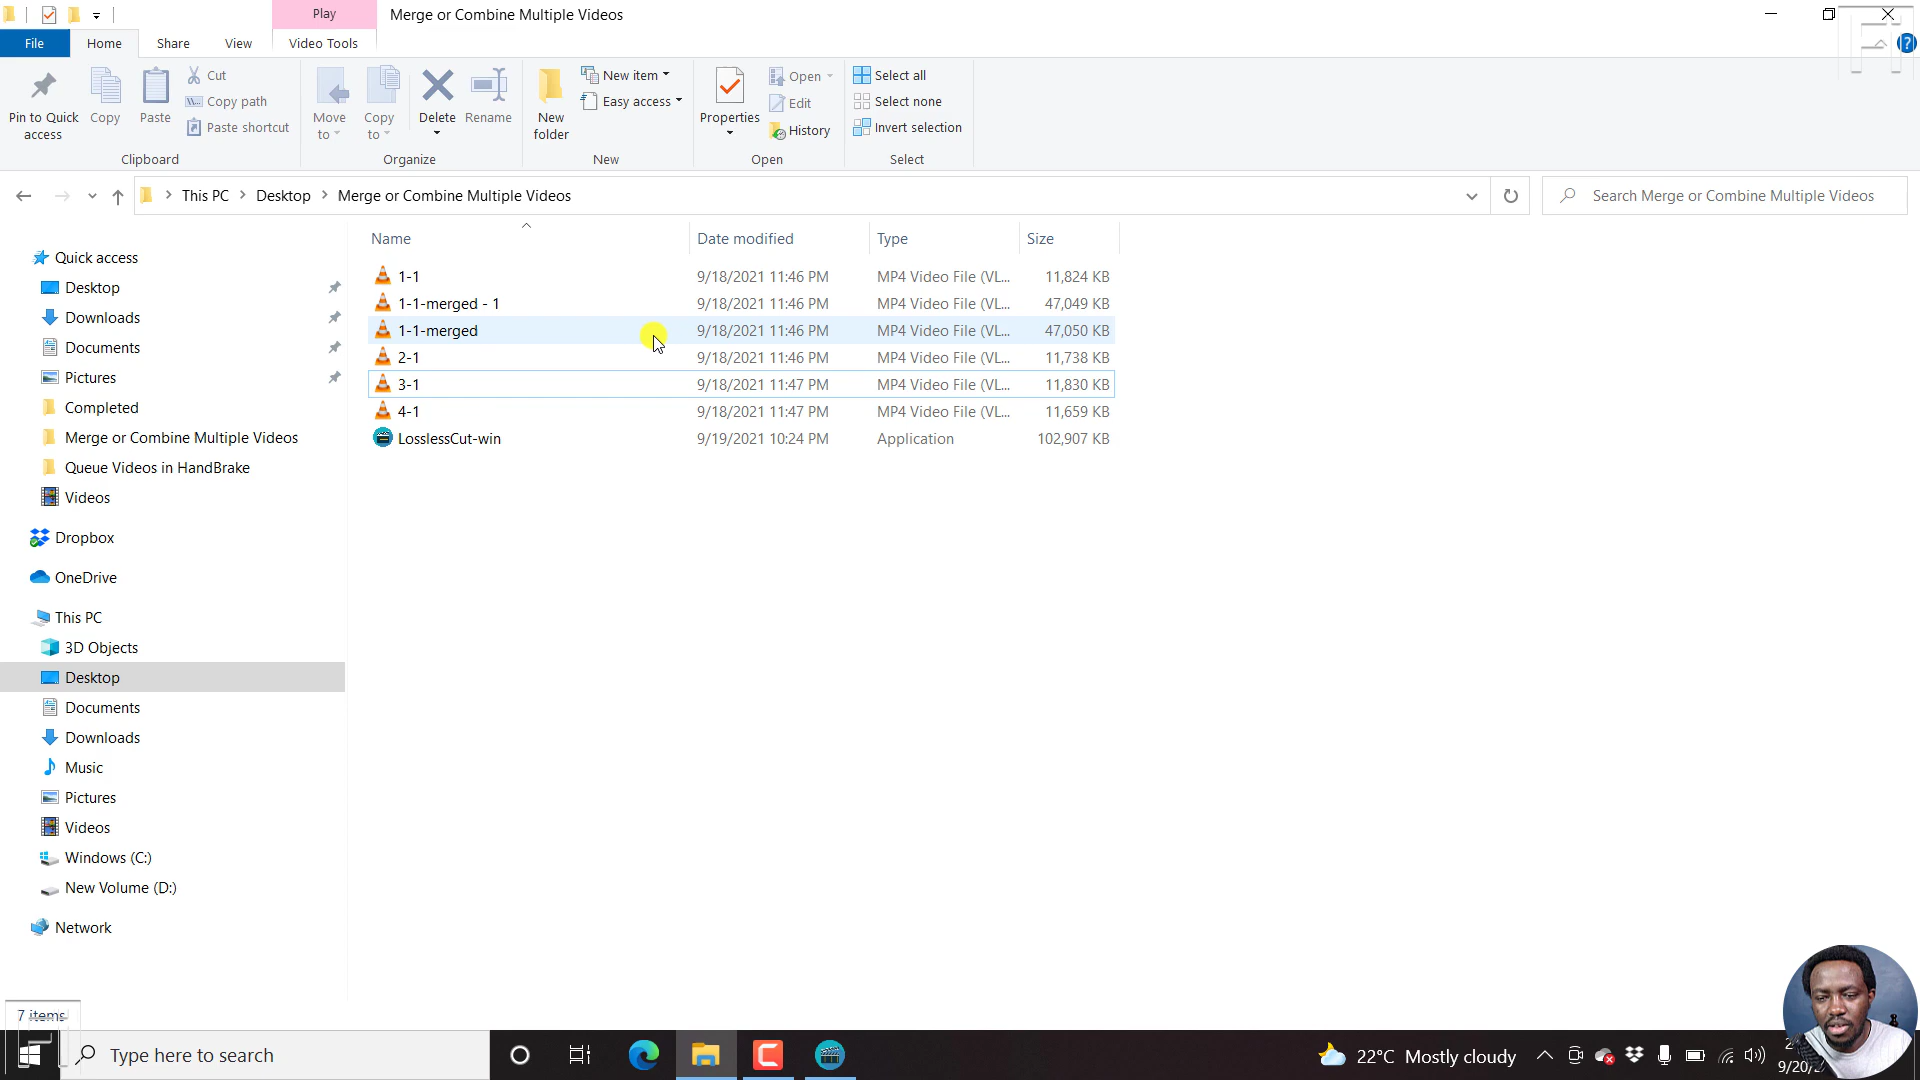 Play
Merge or Combine Multiple Videos
File
Home
Share
View
Video Tools
Pin to Quick access
Copy
Paste
Cut
Copy path
Paste shortcut
Clipboard
Move to
Copy to
Delete
Rename
Organize
New folder
New item
Easy access
New
Properties
Open
Edit
History
Open
Select all
Select none
Invert selection
Select
This PC
Desktop
Merge or Combine Multiple Videos
Search Merge or Combine Multiple Videos
Name
Date modified
Type
Size
1-1 9/18/2021 11:46 PM MP4 Video File (VL... 11,824 KB
1-1-merged - 1 9/18/2021 11:46 PM MP4 Video File (VL... 47,049 KB
1-1-merged 9/18/2021 11:46 PM MP4 Video File (VL... 47,050 KB
2-1 9/18/2021 11:46 PM MP4 Video File (VL... 11,738 KB
3-1 9/18/2021 11:47 PM MP4 Video File (VL... 11,830 KB
4-1 9/18/2021 11:47 PM MP4 Video File (VL... 11,659 KB
LosslessCut-win 9/19/2021 10:24 PM Application 102,907 KB
Quick access
Desktop
Downloads
Documents
Pictures
Completed
Merge or Combine Multiple Videos
Queue Videos in HandBrake
Videos
Dropbox
OneDrive
This PC
3D Objects
Desktop
Documents
Downloads
Music
Pictures
Videos
Windows (C:)
New Volume (D:)
Network
7 items
Type here to search
22°C Mostly cloudy